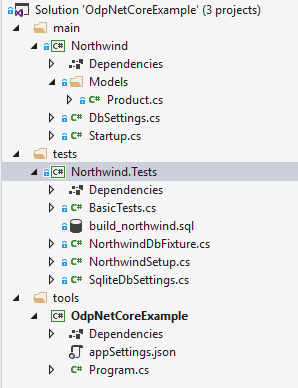 Solution 'OdpNetCoreExample' (3 projects)
main
C# Northwind
Dependencies
Models
C# Product.cs
C# DbSettings.cs
C# Startup.cs
tests
C# Northwind.Tests
Dependencies
C# BasicTests.cs
build_northwind.sql
C# NorthwindDbFixture.cs
C# NorthwindSetup.cs
C# SqliteDbSettings.cs
tools
C# OdpNetCoreExample
Dependencies
appSettings.json
C# Program.cs